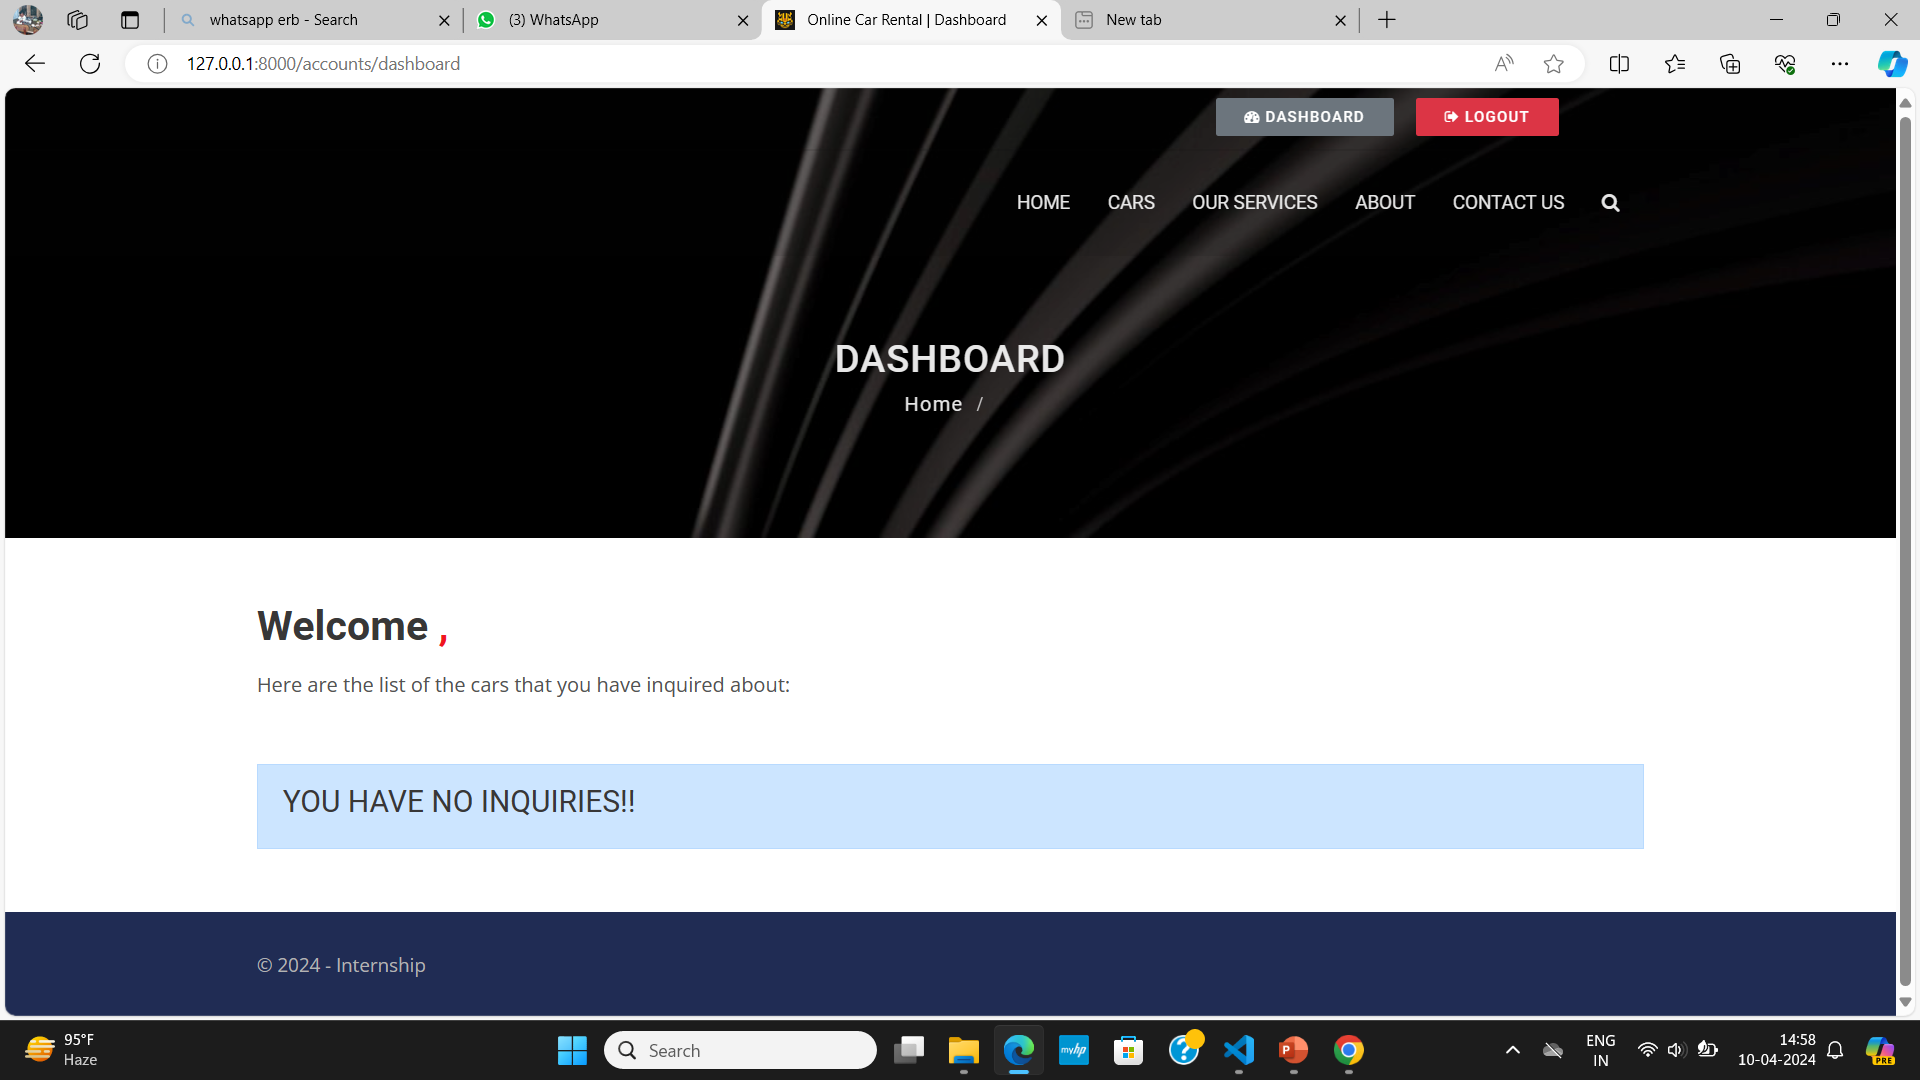 whatsapp erb - Search
(3) WhatsApp
Online Car Rental | Dashboard
New tab
127.0.0.1:8000/accounts/dashboard
DASHBOARD
LOGOUT
HOME
CARS
OUR SERVICES
ABOUT
CONTACT US
DASHBOARD
Home /
Welcome ,
Here are the list of the cars that you have inquired about:
YOU HAVE NO INQUIRIES!!
© 2024 - Internship
95°F
Haze
Search
myhp
ENG
IN
14:58
10-04-2024
PRE